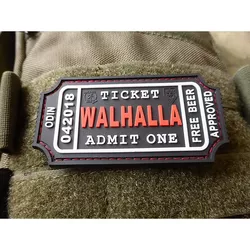 ODIN
042018
TICKET
WALHALLA
ADMIT ONE
FREE BEER
APPROVED